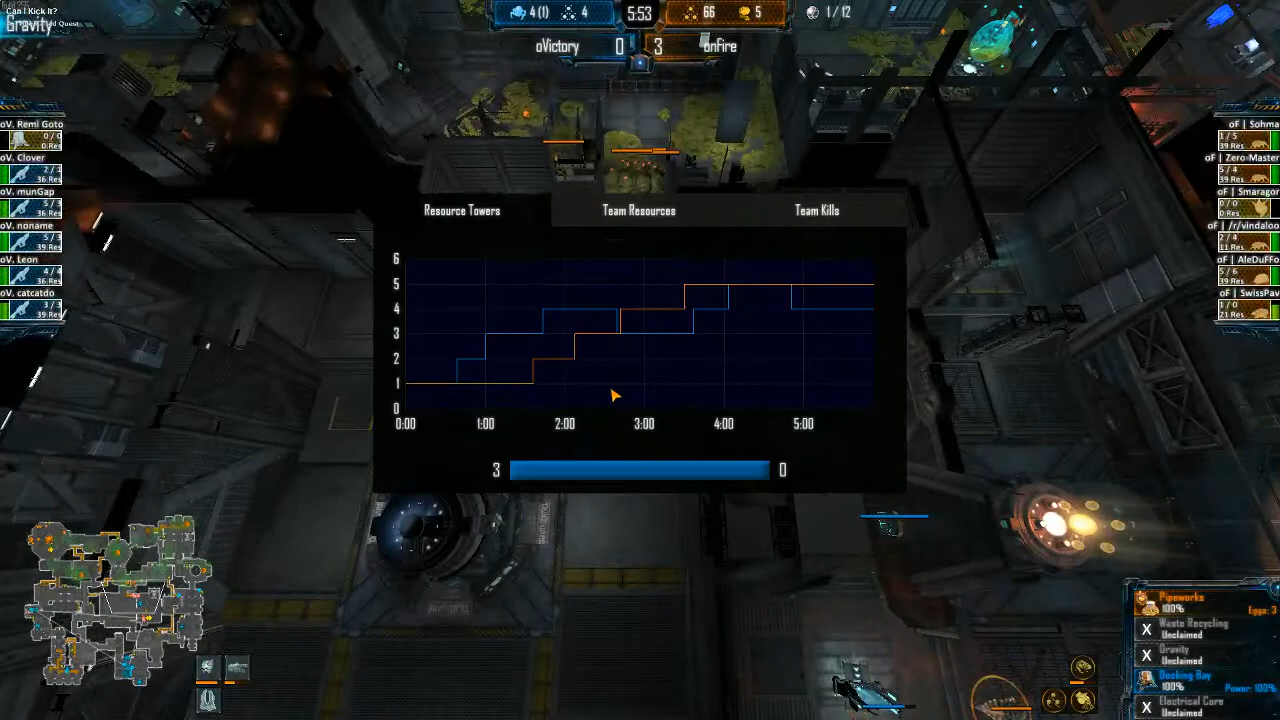 Can I Kick It?
Gravity
Quest
4 (1)
4
5:53
66
5
1 / 12
oVictory
0
3
onFire
oV. Remi Goto
0 / 0
0 Res
oV. Clover
2 / 1
36 Res
oV. munGap
5 / 3
36 Res
oV. noname
5 / 3
39 Res
oV. Leon
4 / 4
36 Res
oV. catcatdo
3 / 3
39 Res
oF | Sohma
1 / 5
39 Res
oF | Zero-Master
5 / 4
39 Res
oF | Smaragor
0 / 0
0 Res
oF | /r/vindaloo
2 / 4
11 Res
oF | AleDuFFo
5 / 6
39 Res
oF | SwissPav
1 / 0
21 Res
Resource Towers
Team Resources
Team Kills
6
5
4
3
2
1
0
0:00
1:00
2:00
3:00
4:00
5:00
3
0
Pipeworks
100%
Eggs: 3
X
Waste Recycling
Unclaimed
X
Gravity
Unclaimed
Docking Bay
100%
Power: 100%
X
Electrical Core
Unclaimed